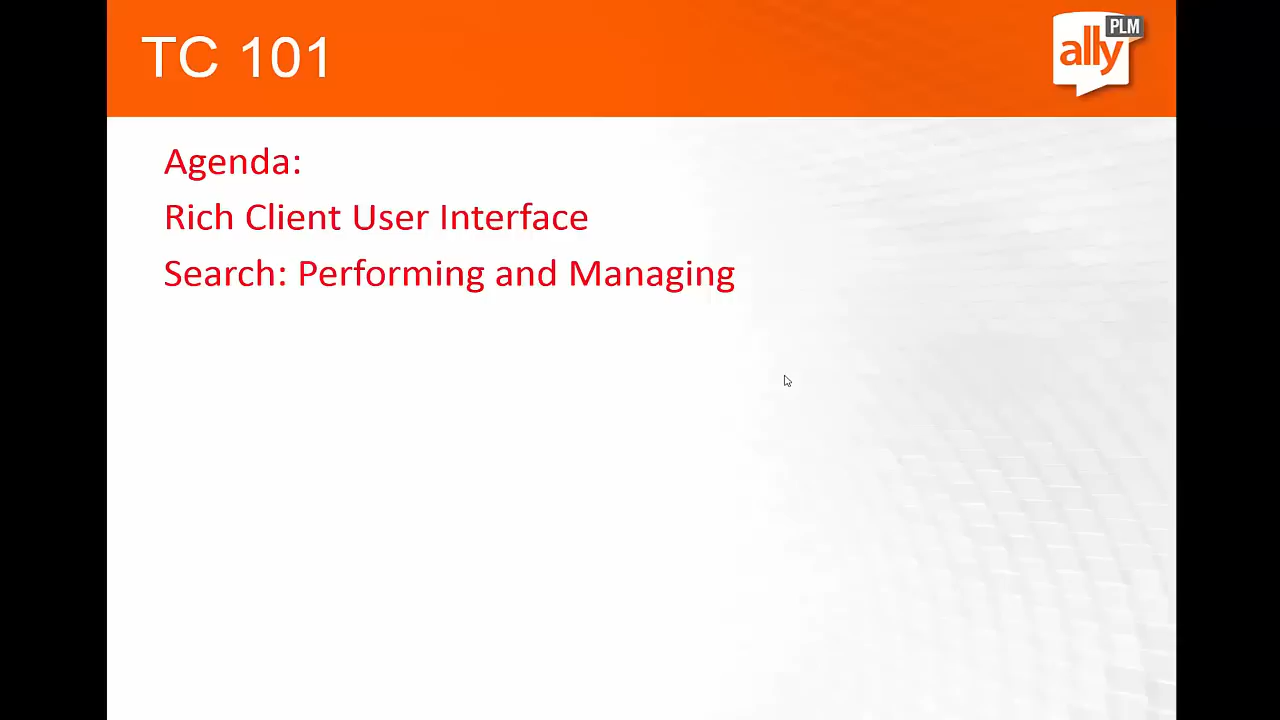 TC 101
ally PLM
Agenda:
Rich Client User Interface
Search: Performing and Managing